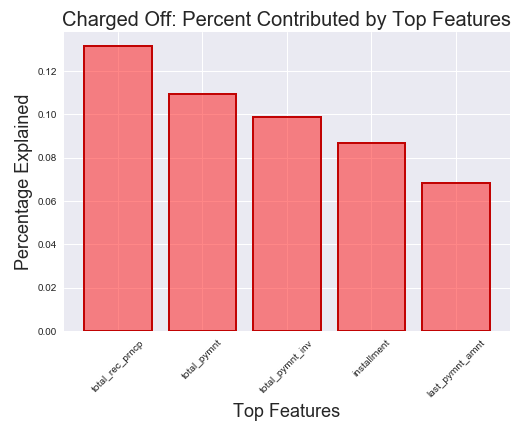 Charged Off: Percent Contributed by Top Features
Percentage Explained
0.12
0.10
0.08
0.06
0.04
0.02
0.00
total_rec_prncp
total_pymnt
total_pymnt_inv
installment
last_pymnt_amnt
Top Features